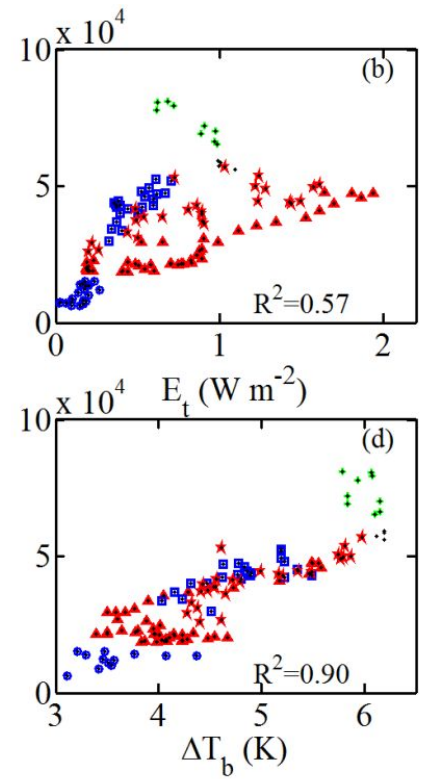 x 10^4
10
(b)
5
R^2=0.57
0
0 1 2
E_t (W m^-2)
x 10^4
10
(d)
5
R^2=0.90
0
3 4 5 6
ΔT_b (K)